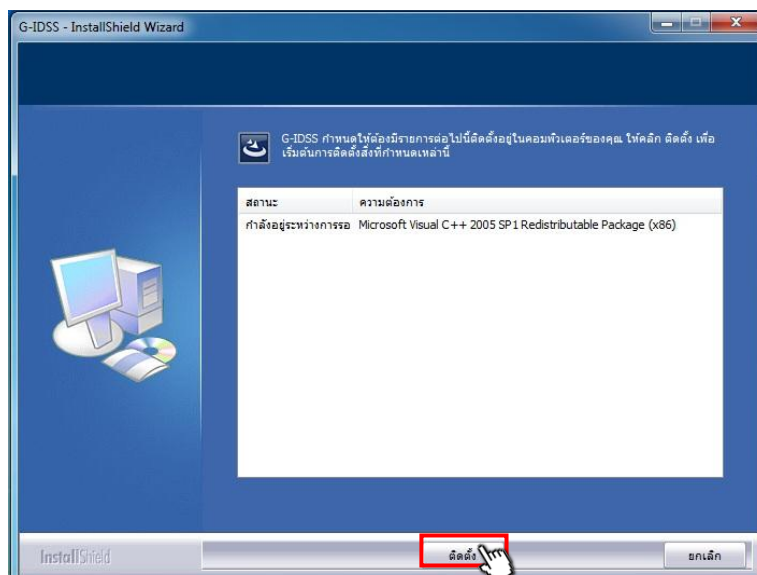 G-IDSS - InstallShield Wizard
G-IDSS กำหนดให้ต้องมีรายการต่อไปนี้ติดตั้งอยู่ในคอมพิวเตอร์ของคุณ ให้คลิก ติดตั้ง เพื่อ
เริ่มต้นการติดตั้งสิ่งที่กำหนดเหล่านี้
สถานะ ความต้องการ
กำลังอยู่ระหว่างการรอ Microsoft Visual C++ 2005 SP1 Redistributable Package (x86)
InstallShield
ติดตั้ง
ยกเลิก